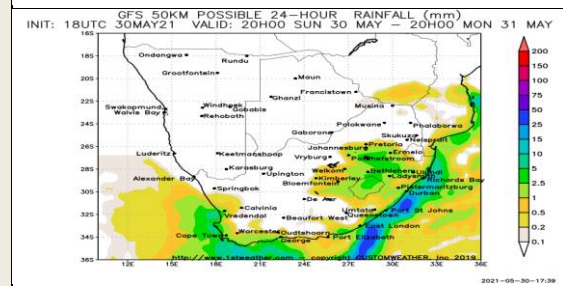 GFS 50KM POSSIBLE 24-HOUR RAINFALL (mm)
INIT: 18UTC 30MAY21 VALID: 20H00 SUN 30 MAY - 20H00 MON 31 MAY
16S
18S
20S
22S
24S
26S
28S
30S
32S
34S
36S
Ondangwa
Rundu
Grootfontein
Maun
Francistown
Ghanzi
Windhoek
Gobabis
Swakopmund
Walvis Bay
Rehoboth
Musina
Polokwane
Phalaborwa
Gaborone
Skukuza
Nelspruit
Johannesburg
Pretoria
Luderitz
Keetmanshoop
Vryburg
Potchefstroom
Ermelo
Karasburg
Upington
Welkom
Bethlehem
Ulundi
Alexander Bay
Kimberley
Ladysmith
Richards Bay
Bloemfontein
Springbok
Pietermaritzburg
Durban
De Aar
Calvinia
Umtata
Port St Johns
Vredendal
Beaufort West
Queenstown
East London
Cape Town
Worcester
Oudtshoorn
George
Port Elizabeth
http://www.1stweather.com - copyright CUSTOMWEATHER, Inc 2019
12E 15E 18E 21E 24E 27E 30E 33E 36E
200
150
100
75
50
25
15
10
5
2.5
1
0.5
0.2
0.1
2021-05-30-17:39